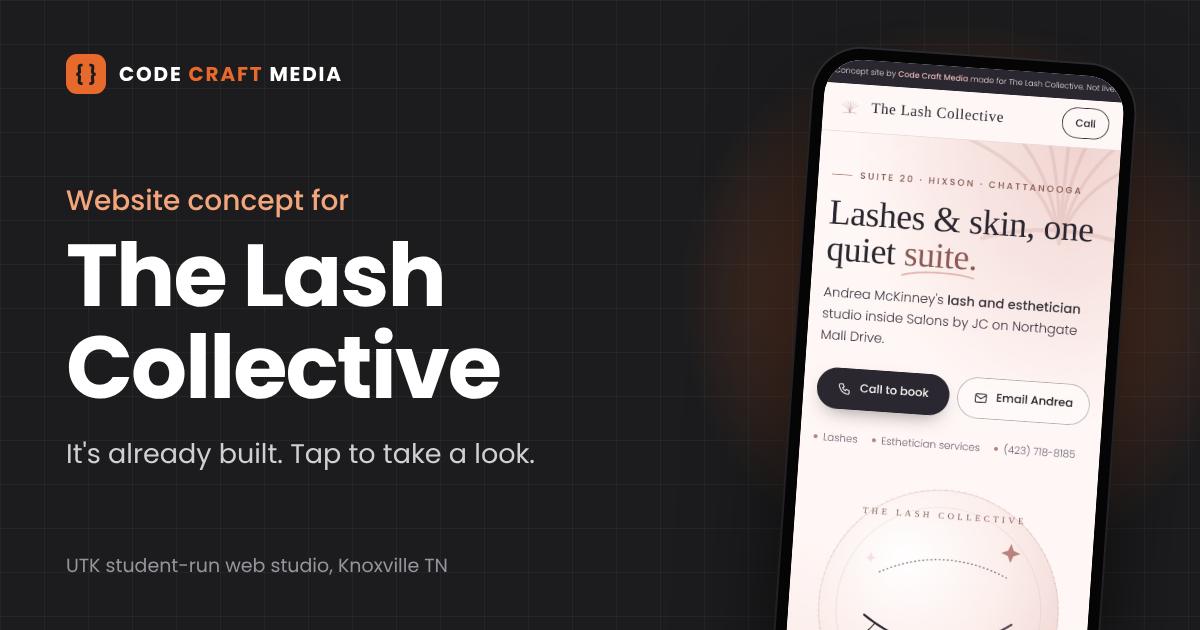 { } CODE CRAFT MEDIA
Website concept for
The Lash
Collective
It's already built. Tap to take a look.
UTK student-run web studio, Knoxville TN
Concept site by Code Craft Media made for The Lash Collective. Not live.
The Lash Collective
Call
SUITE 20 · HIXSON · CHATTANOOGA
Lashes & skin, one
quiet suite.
Andrea McKinney's lash and esthetician
studio inside Salons by JC on Northgate
Mall Drive.
Call to book
Email Andrea
• Lashes • Esthetician services • (423) 718-8185
THE LASH COLLECTIVE